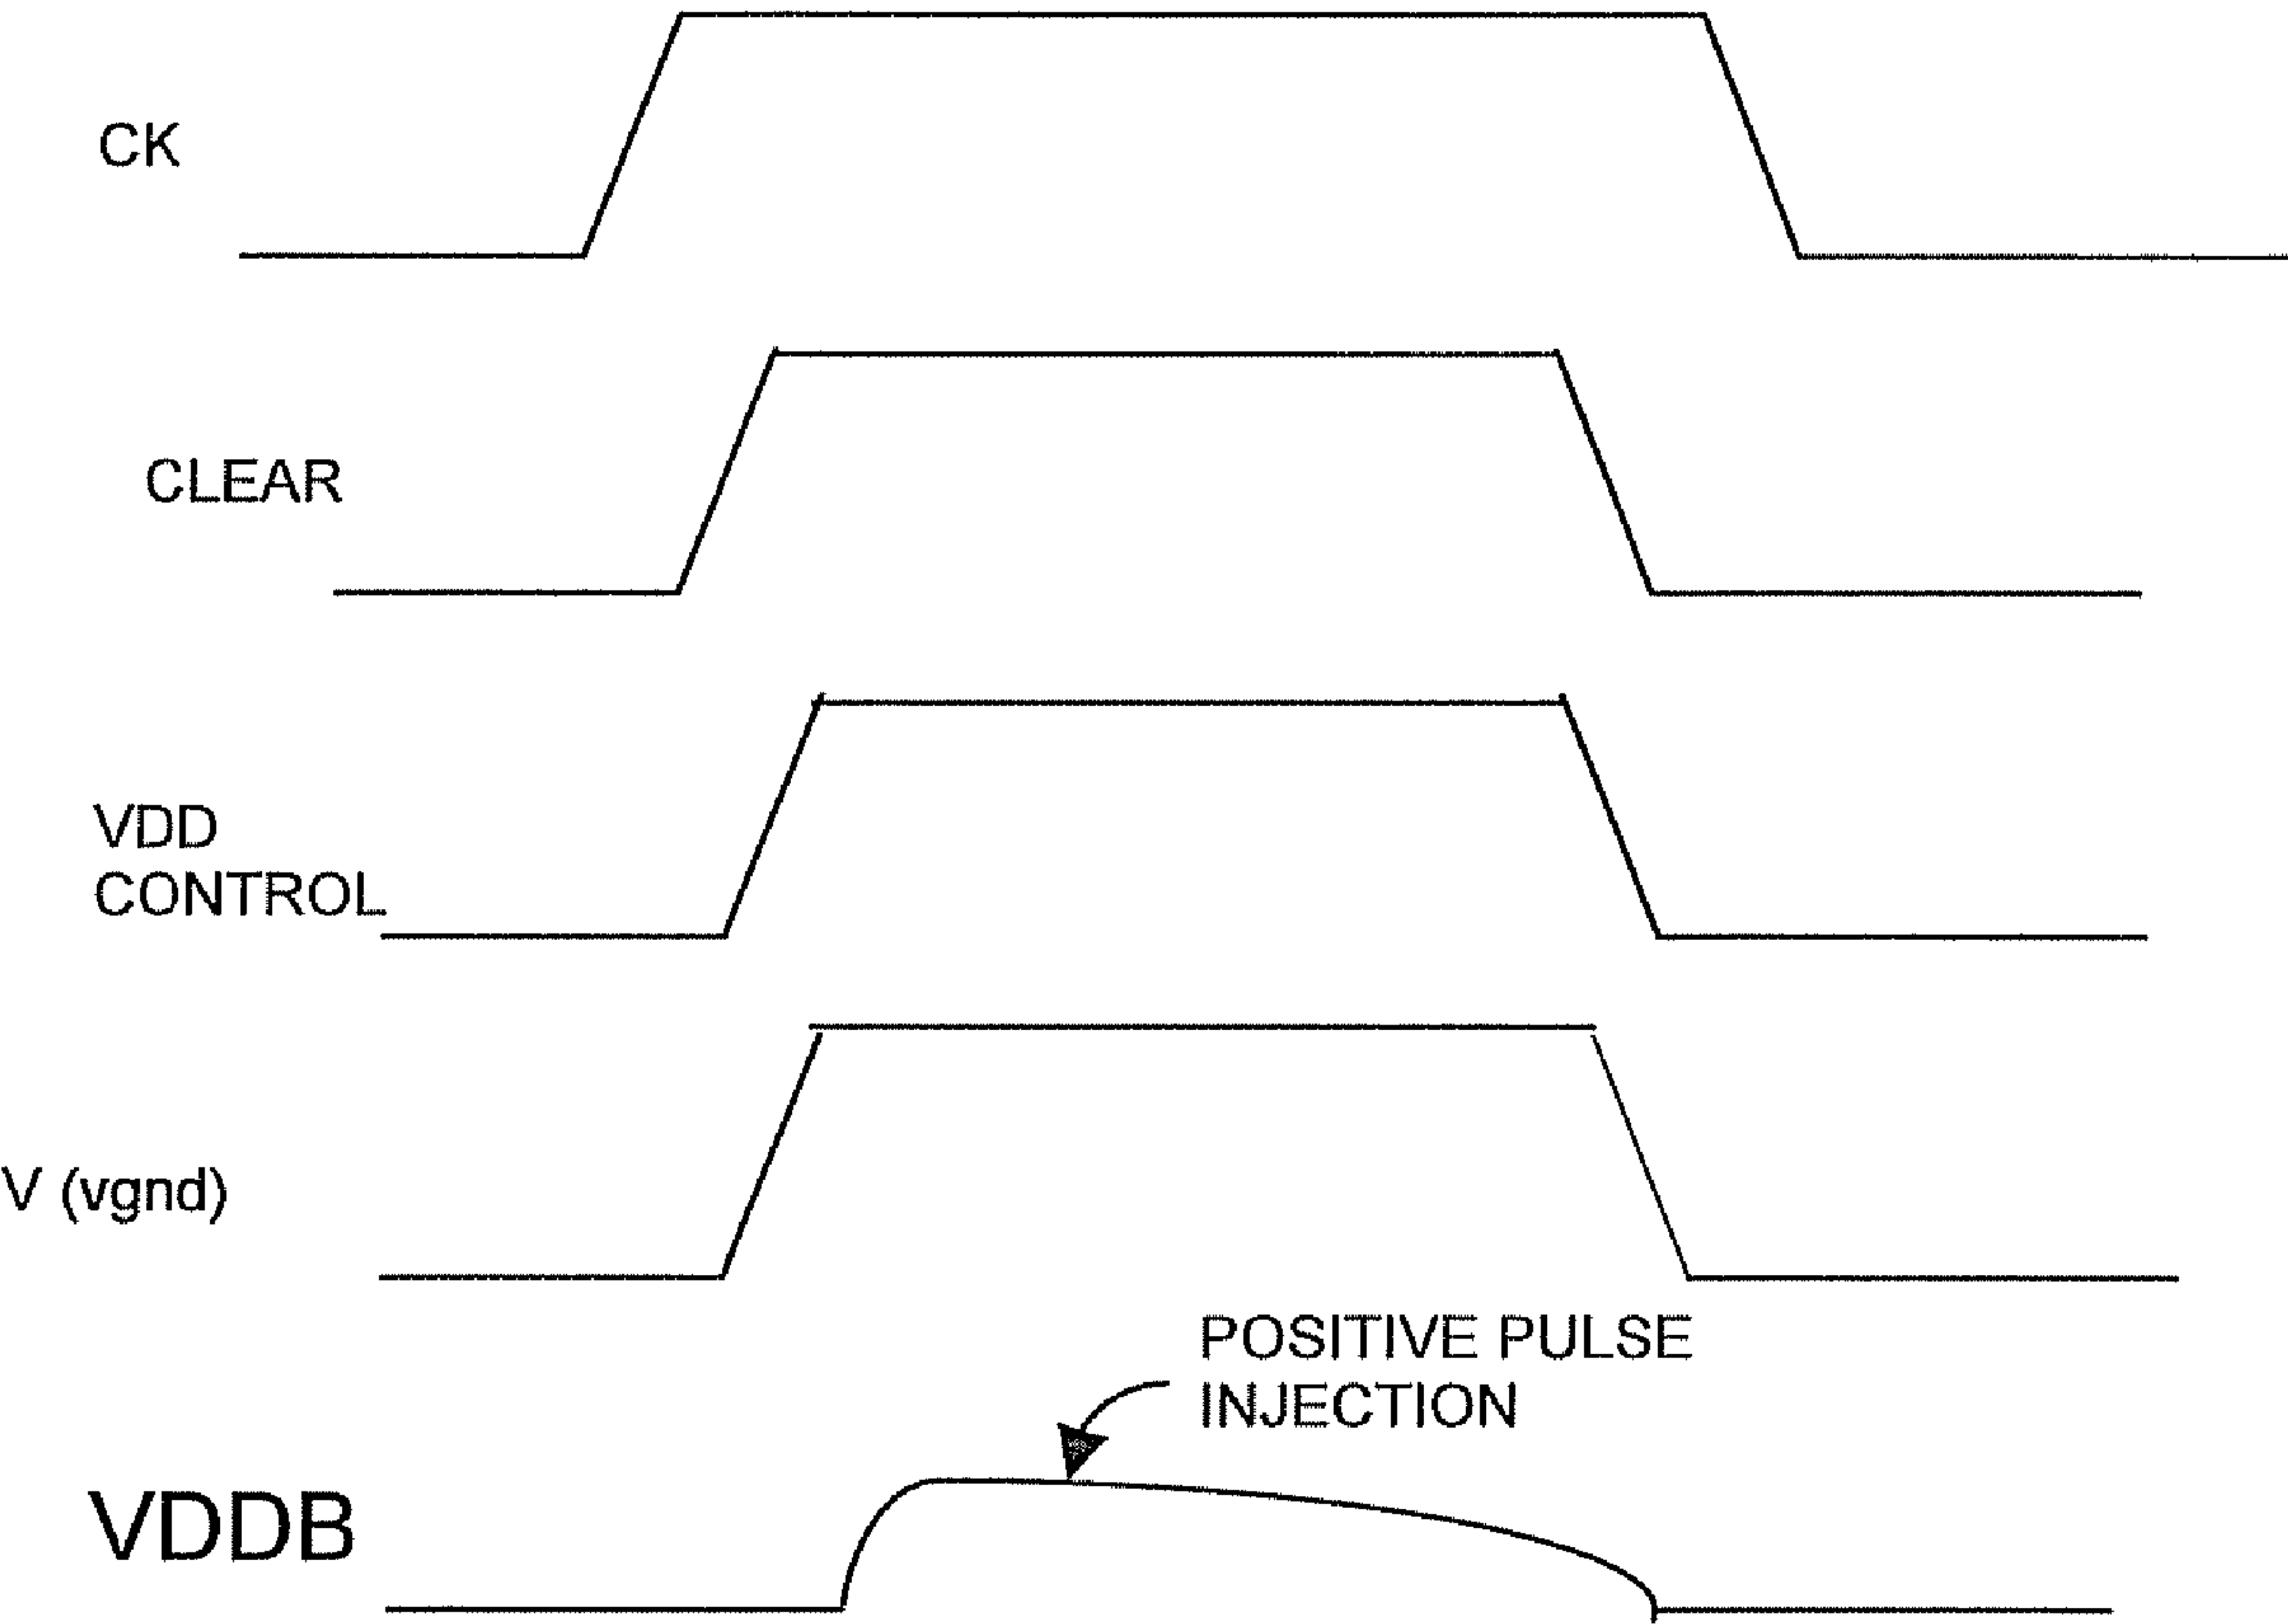 CK
CLEAR
VDD
CONTROL
V (vgnd)
POSITIVE PULSE
INJECTION
VDDB